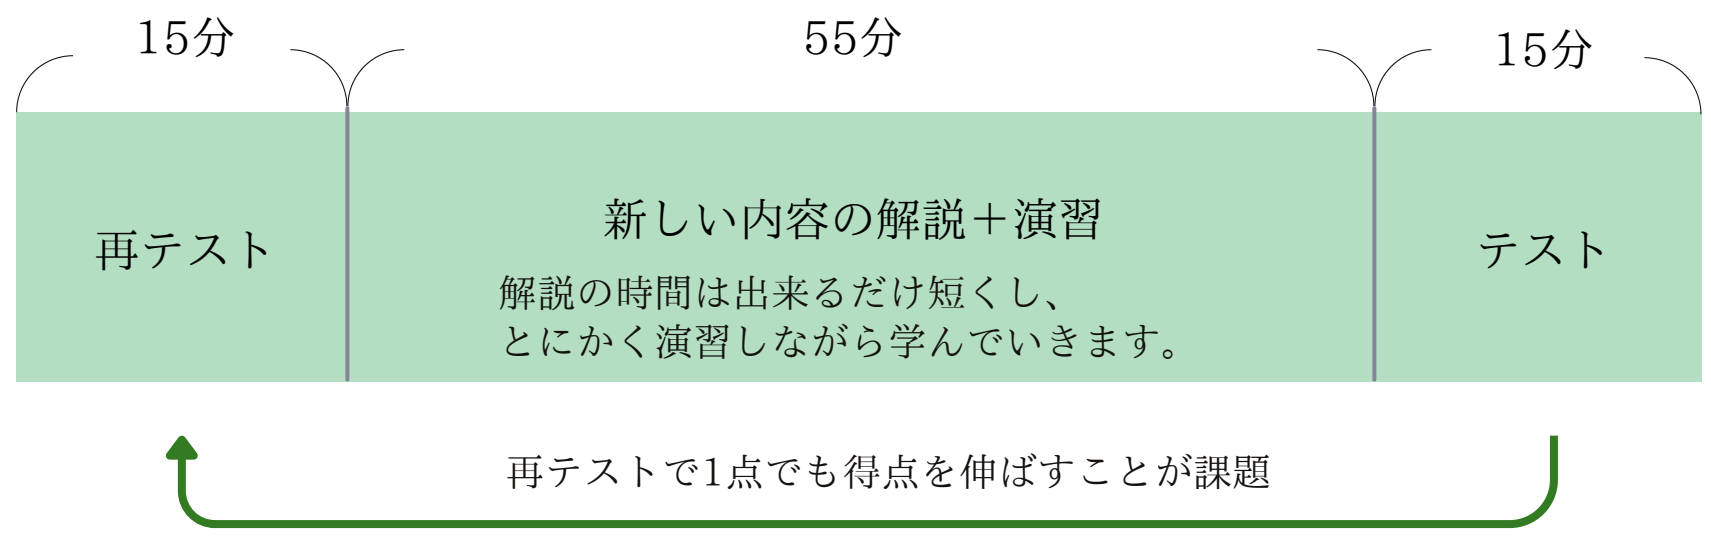 15分
55分
15分
再テスト
新しい内容の解説＋演習
解説の時間は出来るだけ短くし、
とにかく演習しながら学んでいきます。
テスト
再テストで1点でも得点を伸ばすことが課題